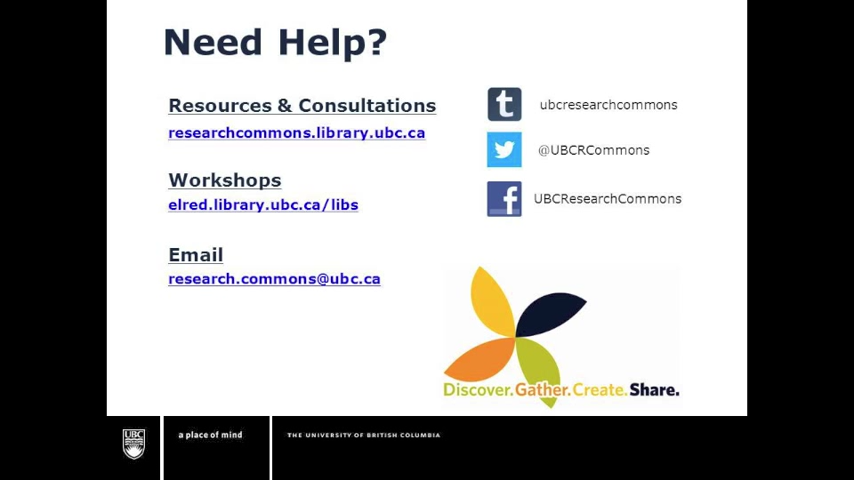 Need Help?
Resources & Consultations
researchcommons.library.ubc.ca
Workshops
elred.library.ubc.ca/libs
Email
research.commons@ubc.ca
ubcresearchcommons
@UBCRCommons
UBCResearchCommons
Discover.Gather.Create.Share.
UBC
a place of mind
THE UNIVERSITY OF BRITISH COLUMBIA